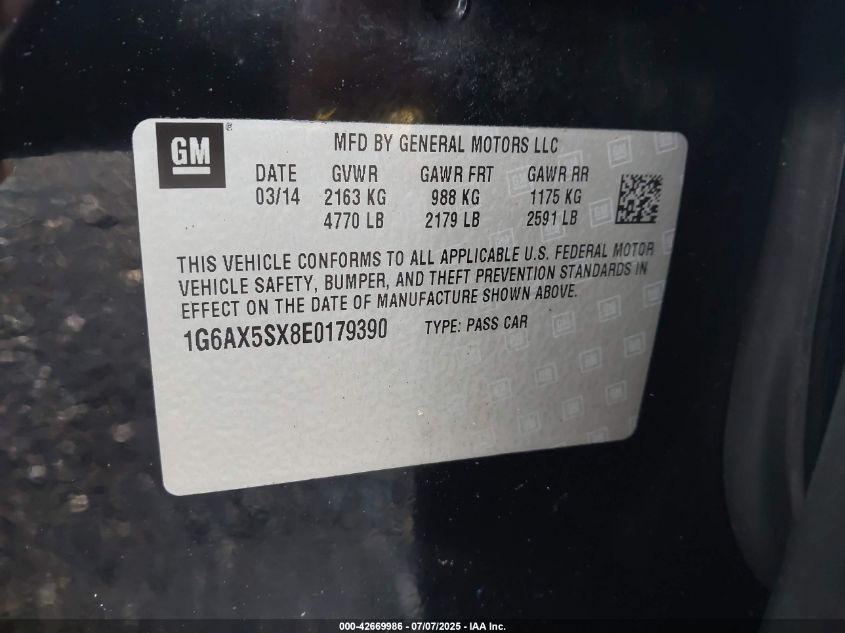 GM ®
MFD BY GENERAL MOTORS LLC
DATE GVWR GAWR FRT GAWR RR
03/14 2163 KG 988 KG 1175 KG
4770 LB 2179 LB 2591 LB
THIS VEHICLE CONFORMS TO ALL APPLICABLE U.S. FEDERAL MOTOR
VEHICLE SAFETY, BUMPER, AND THEFT PREVENTION STANDARDS IN
EFFECT ON THE DATE OF MANUFACTURE SHOWN ABOVE.
1G6AX5SX8E0179390 TYPE: PASS CAR
000-42669986 - 07/07/2025 - IAA Inc.